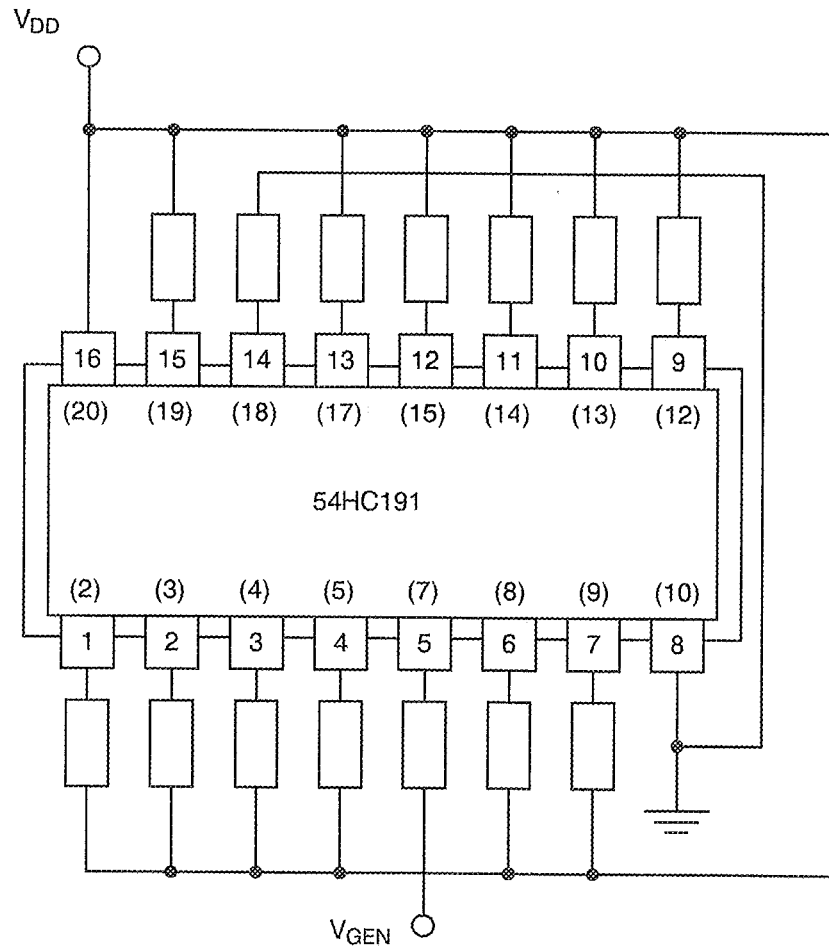 VDD
16 15 14 13 12 11 10 9
(20) (19) (18) (17) (15) (14) (13) (12)
54HC191
(2) (3) (4) (5) (7) (8) (9) (10)
1 2 3 4 5 6 7 8
VGEN